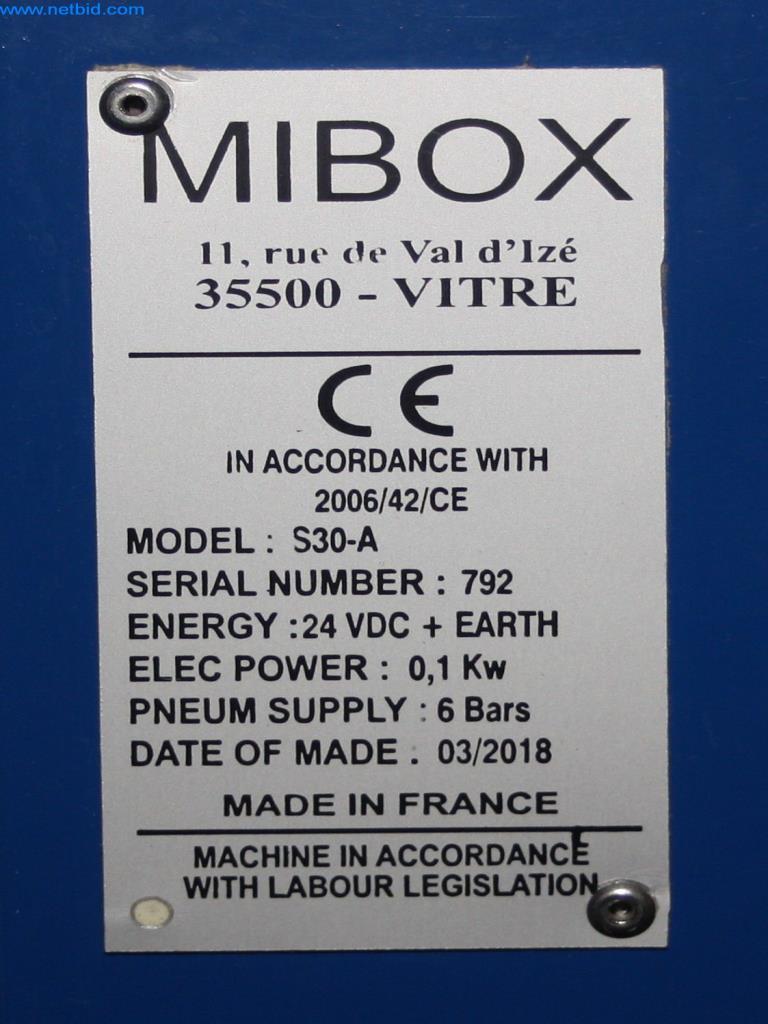 www.netbid.com
MIBOX
11, rue de Val d'Izé
35500 - VITRE
CE
IN ACCORDANCE WITH
2006/42/CE
MODEL : S30-A
SERIAL NUMBER : 792
ENERGY :24 VDC + EARTH
ELEC POWER : 0,1 Kw
PNEUM SUPPLY : 6 Bars
DATE OF MADE . 03/2018
MADE IN FRANCE
MACHINE IN ACCORDANCE
WITH LABOUR LEGISLATION